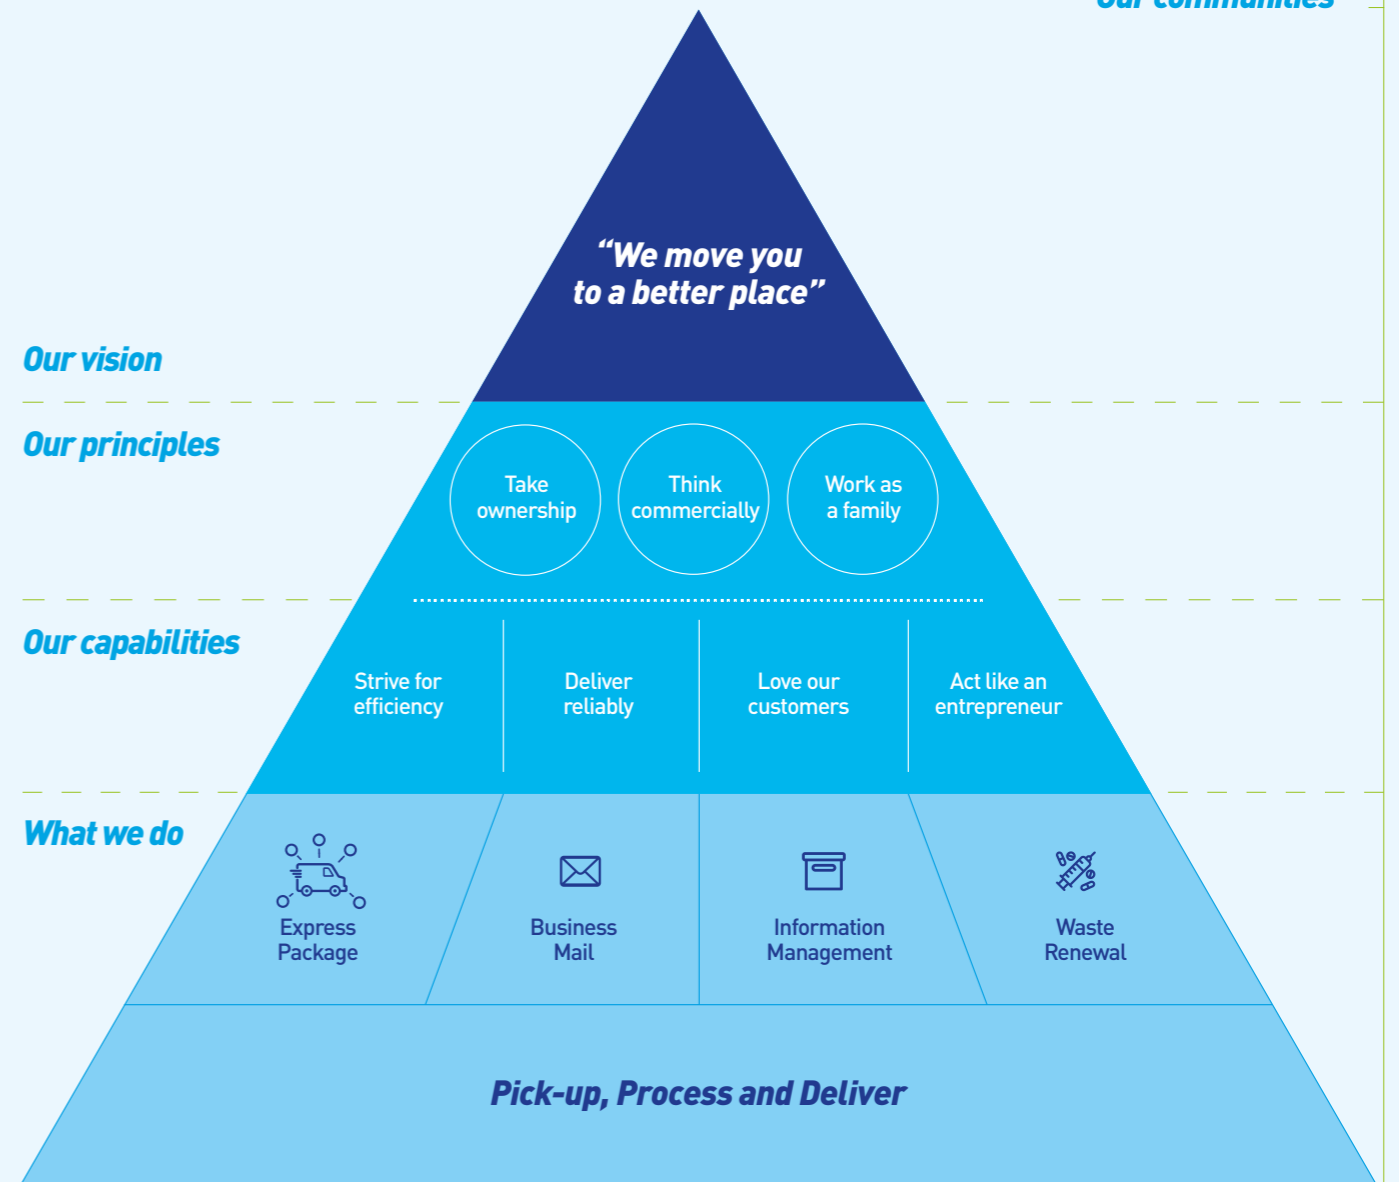 Our communities
“We move you
to a better place”
Our vision
Our principles
Take
ownership
Think
commercially
Work as
a family
Our capabilities
Strive for
efficiency
Deliver
reliably
Love our
customers
Act like an
entrepreneur
What we do
Express
Package
Business
Mail
Information
Management
Waste
Renewal
Pick-up, Process and Deliver